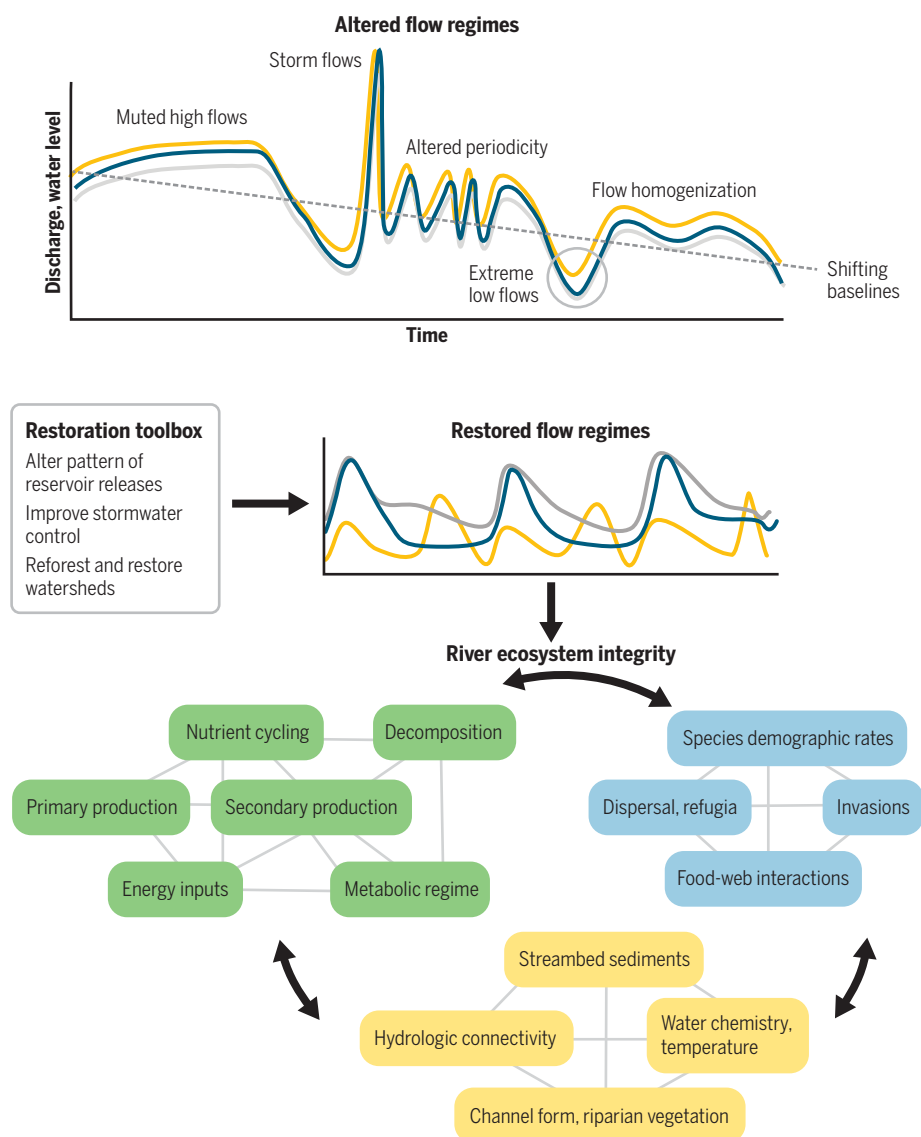 Altered flow regimes
Storm flows
Muted high flows
Altered periodicity
Flow homogenization
Discharge, water level
Extreme
low flows
Shifting
baselines
Time
Restoration toolbox
Alter pattern of
reservoir releases
Improve stormwater
control
Reforest and restore
watersheds
Restored flow regimes
River ecosystem integrity
Nutrient cycling
Decomposition
Primary production
Secondary production
Energy inputs
Metabolic regime
Species demographic rates
Dispersal, refugia
Invasions
Food-web interactions
Streambed sediments
Hydrologic connectivity
Water chemistry,
temperature
Channel form, riparian vegetation